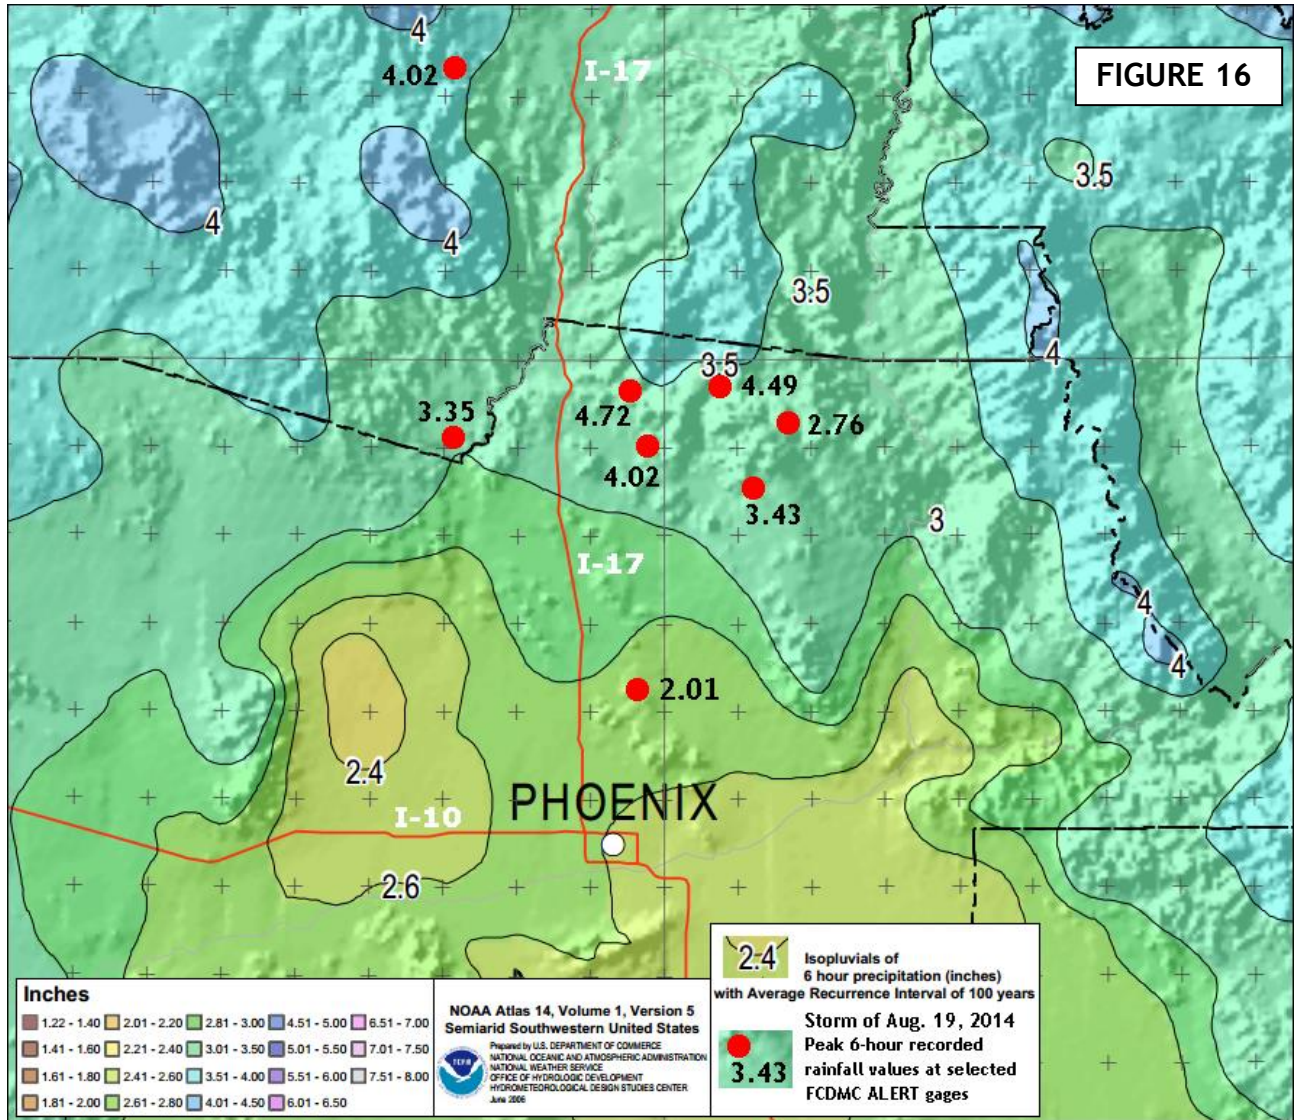 4
4.02
I-17
FIGURE 16
3.5
4
4
3.5
4
3.5
4.49
3.35
4.72
2.76
4.02
3.43
3
I-17
4
4
2.01
2.4
PHOENIX
I-10
2.6
2.4
Isopluvials of
6 hour precipitation (inches)
with Average Recurrence Interval of 100 years
Storm of Aug. 19, 2014
Peak 6-hour recorded
rainfall values at selected
FCDMC ALERT gages
3.43
Inches
1.22 - 1.40 2.01 - 2.20 2.81 - 3.00 4.51 - 5.00 6.51 - 7.00
1.41 - 1.60 2.21 - 2.40 3.01 - 3.50 5.01 - 5.50 7.01 - 7.50
1.61 - 1.80 2.41 - 2.60 3.51 - 4.00 5.51 - 6.00 7.51 - 8.00
1.81 - 2.00 2.61 - 2.80 4.01 - 4.50 6.01 - 6.50
NOAA Atlas 14, Volume 1, Version 5
Semiarid Southwestern United States
Prepared by U.S. DEPARTMENT OF COMMERCE
NATIONAL OCEANIC AND ATMOSPHERIC ADMINISTRATION
NATIONAL WEATHER SERVICE
OFFICE OF HYDROLOGIC DEVELOPMENT
HYDROMETEOROLOGICAL DESIGN STUDIES CENTER
June 2006